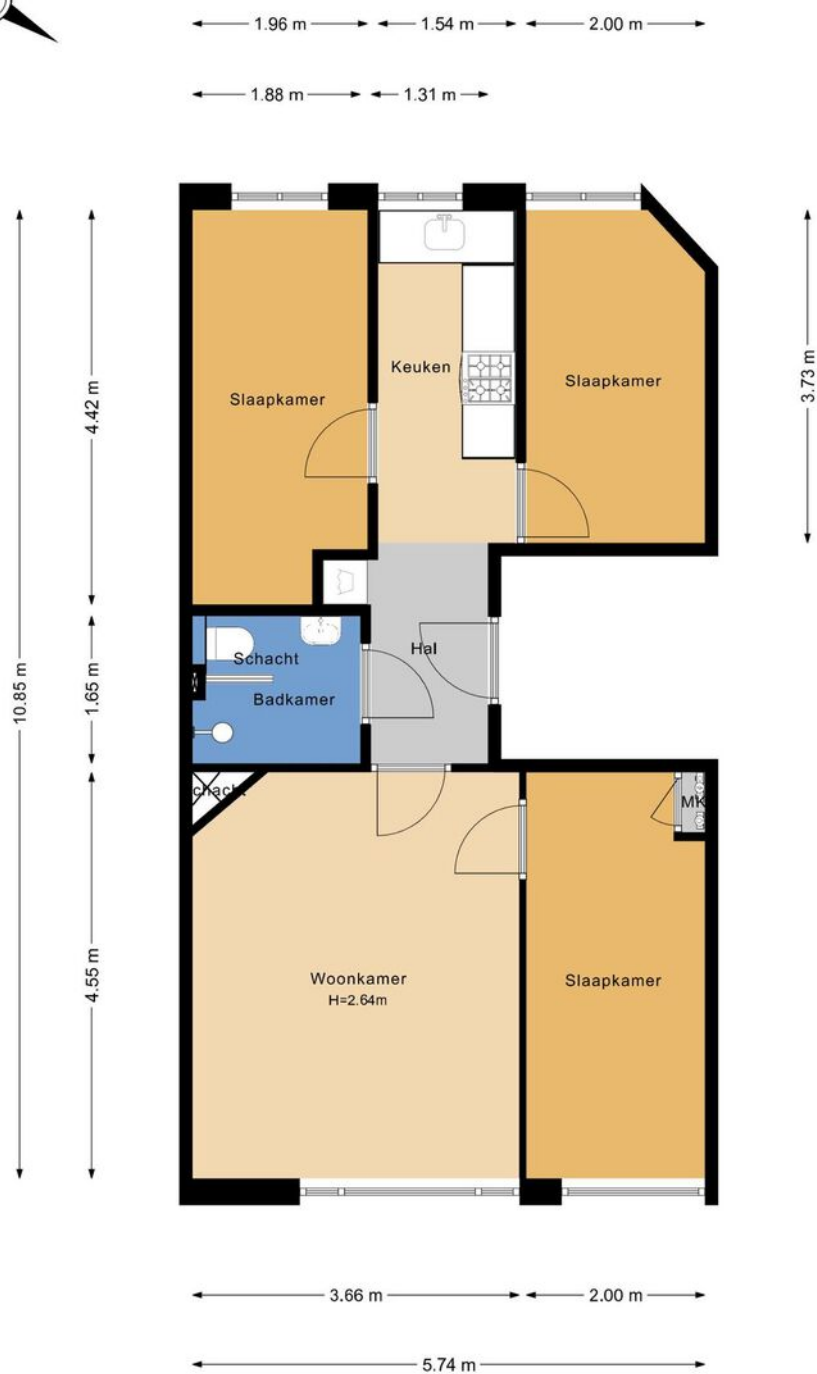 1.96 m
1.54 m
2.00 m
1.88 m
1.31 m
4.42 m
3.73 m
Keuken
Slaapkamer
Slaapkamer
10.85 m
1.65 m
Hal
Schacht
Badkamer
chacht
MK
4.55 m
Woonkamer
H=2.64m
Slaapkamer
3.66 m
2.00 m
5.74 m